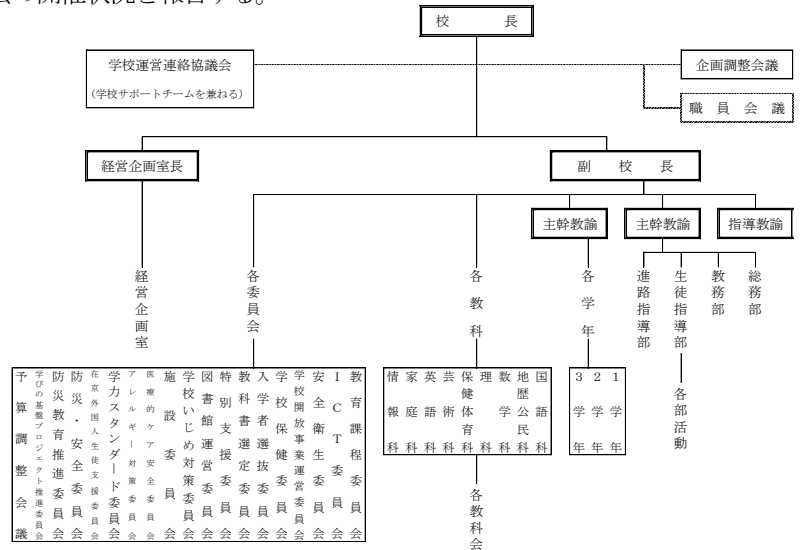 会の開催状況を報告する。
校　　　長
学校運営連絡協議会
(学校サポートチームを兼ねる)
企画調整会議
職　員　会　議
経営企画室長
副　校　長
主幹教諭
主幹教諭
指導教諭
経営企画室
各委員会
各教科
各学年
進路指導部
生徒指導部
教務部
総務部
予算調整会議
学びの基盤プロジェクト推進委員会
防災教育推進委員会
防災・安全委員会
在京外国人生徒支援委員会
学力スタンダード委員会
アレルギー対策委員会
医療的ケア安全委員会
施設委員会
学校いじめ対策委員会
図書館運営委員会
特別支援委員会
教科書選定委員会
入学者選抜委員会
学校保健委員会
学校開放事業運営委員会
安全衛生委員会
ICT委員会
教育課程委員会
情報科
家庭科
英語科
芸術科
保健体育科
理科
数学科
地歴公民科
国語科
3学年
2学年
1学年
各部活動
各教科会